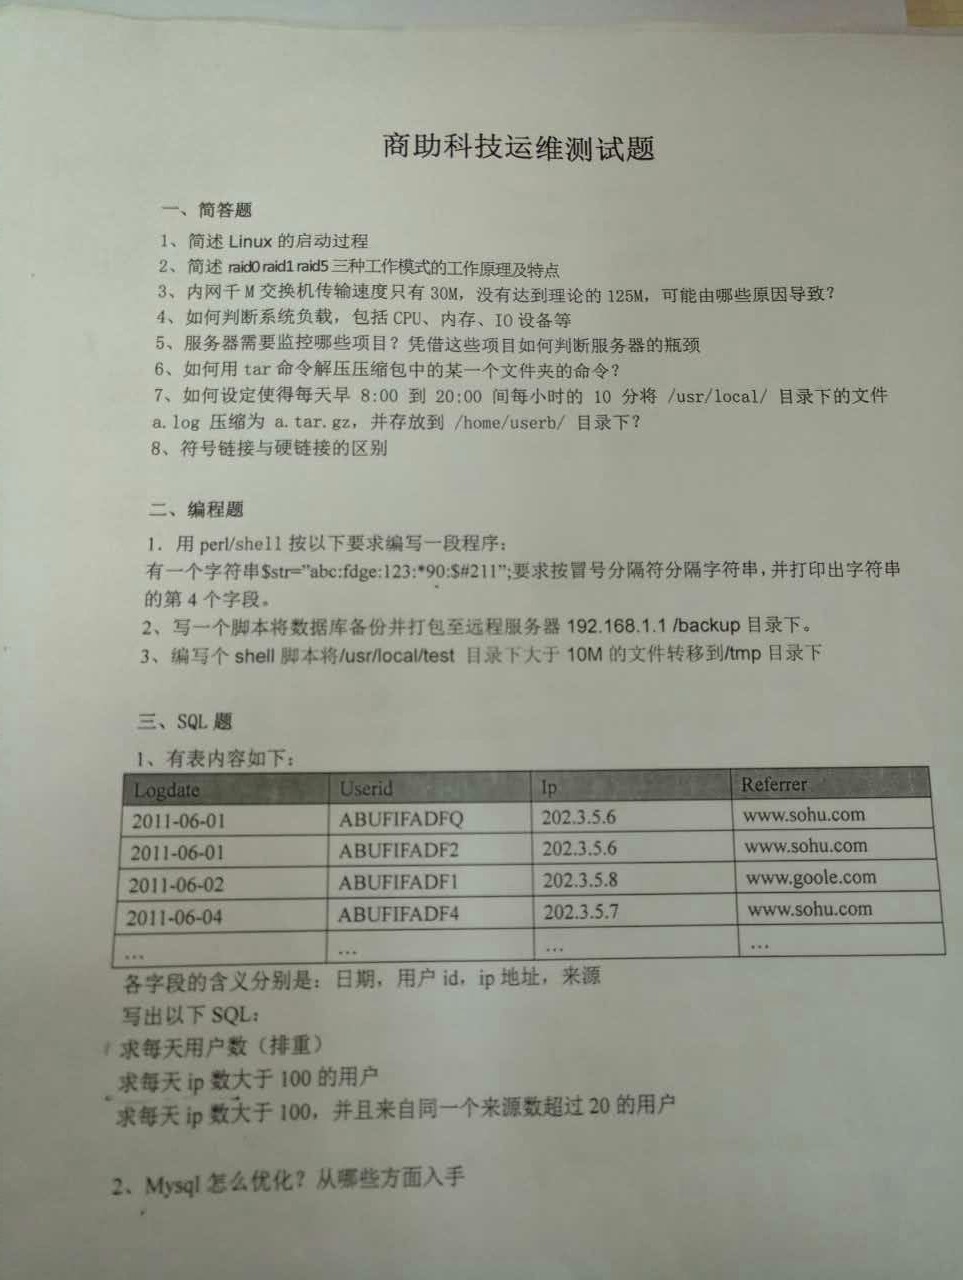 商助科技运维测试题
一、简答题
1、简述 Linux 的启动过程
2、简述 raid0 raid1 raid5 三种工作模式的工作原理及特点
3、内网千 M 交换机传输速度只有 30M，没有达到理论的 125M，可能由哪些原因导致？
4、如何判断系统负载，包括 CPU、内存、IO 设备等
5、服务器需要监控哪些项目？凭借这些项目如何判断服务器的瓶颈
6、如何用 tar 命令解压压缩包中的某一个文件夹的命令？
7、如何设定使得每天早 8:00 到 20:00 间每小时的 10 分将 /usr/local/ 目录下的文件
a.log 压缩为 a.tar.gz，并存放到 /home/userb/ 目录下？
8、符号链接与硬链接的区别
二、编程题
1. 用 perl/shell 按以下要求编写一段程序：
有一个字符串$str="abc:fdge:123:*90:$#211";要求按冒号分隔符分隔字符串，并打印出字符串
的第 4 个字段。
2、写一个脚本将数据库备份并打包至远程服务器 192.168.1.1 /backup 目录下。
3、编写个 shell 脚本将/usr/local/test 目录下大于 10M 的文件转移到/tmp 目录下
三、SQL 题
1、有表内容如下：
Logdate Userid Ip Referrer
2011-06-01 ABUFIFADFQ 202.3.5.6 www.sohu.com
2011-06-01 ABUFIFADF2 202.3.5.6 www.sohu.com
2011-06-02 ABUFIFADF1 202.3.5.8 www.goole.com
2011-06-04 ABUFIFADF4 202.3.5.7 www.sohu.com
… … … …
各字段的含义分别是：日期，用户 id，ip 地址，来源
写出以下 SQL：
求每天用户数（排重）
求每天 ip 数大于 100 的用户
求每天 ip 数大于 100，并且来自同一个来源数超过 20 的用户
2、Mysql 怎么优化？从哪些方面入手